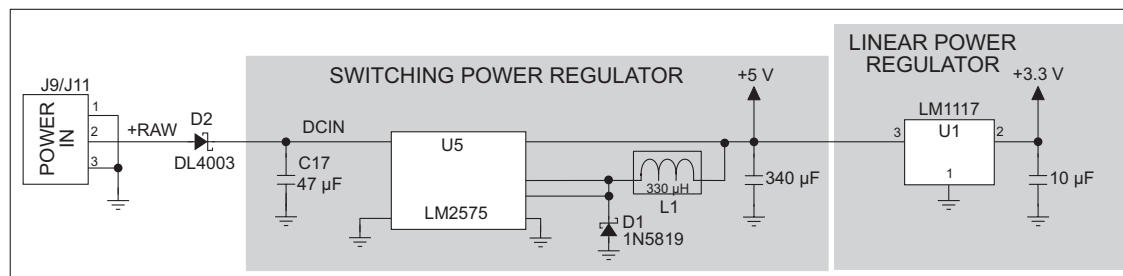 J9/J11
POWER
IN
1
2
3
+RAW
D2
DL4003
SWITCHING POWER REGULATOR
DCIN
C17
47 µF
U5
LM2575
330 µH
L1
D1
1N5819
+5 V
340 µF
LINEAR POWER
REGULATOR
+3.3 V
LM1117
3
U1
2
1
10 µF